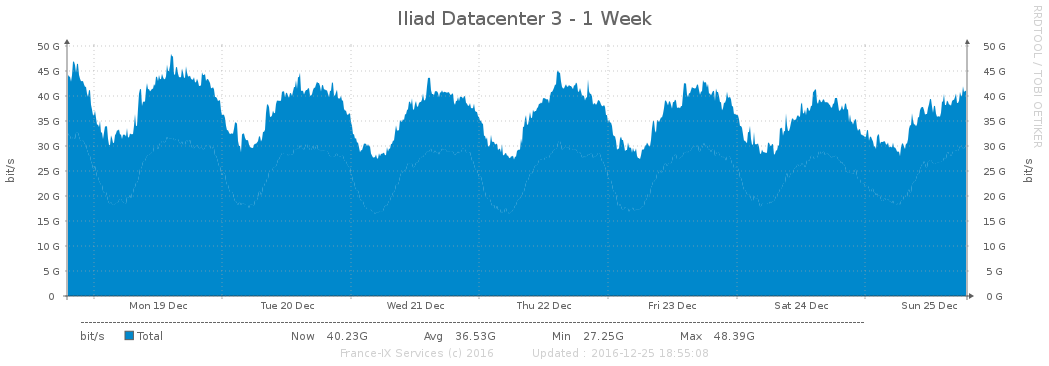 Iliad Datacenter 3 - 1 Week
RRDTOOL / TOBI OETIKER
50 G 50 G
45 G 45 G
40 G 40 G
35 G 35 G
30 G 30 G
25 G 25 G
20 G 20 G
15 G 15 G
10 G 10 G
5 G 5 G
0 0 G
bit/s bit/s
Mon 19 Dec Tue 20 Dec Wed 21 Dec Thu 22 Dec Fri 23 Dec Sat 24 Dec Sun 25 Dec
bit/s Total Now 40.23G Avg 36.53G Min 27.25G Max 48.39G
France-IX Services (c) 2016 Updated : 2016-12-25 18:55:08